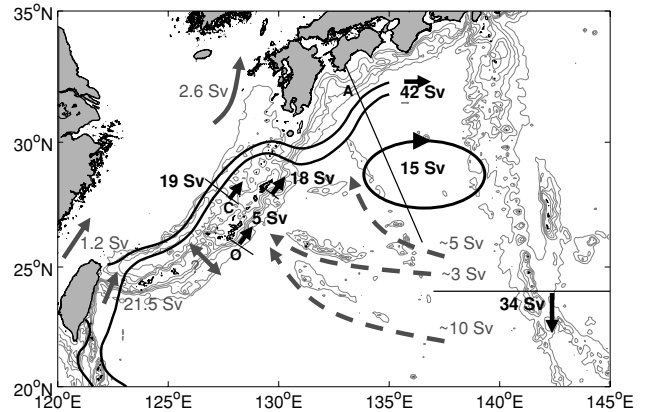 35°N
2.6 Sv
A
42 Sv
30°N
15 Sv
19 Sv
18 Sv
C
5 Sv
1.2 Sv
O
~5 Sv
25°N
~3 Sv
~21.5 Sv
34 Sv
~10 Sv
20°N
120°E 125°E 130°E 135°E 140°E 145°E